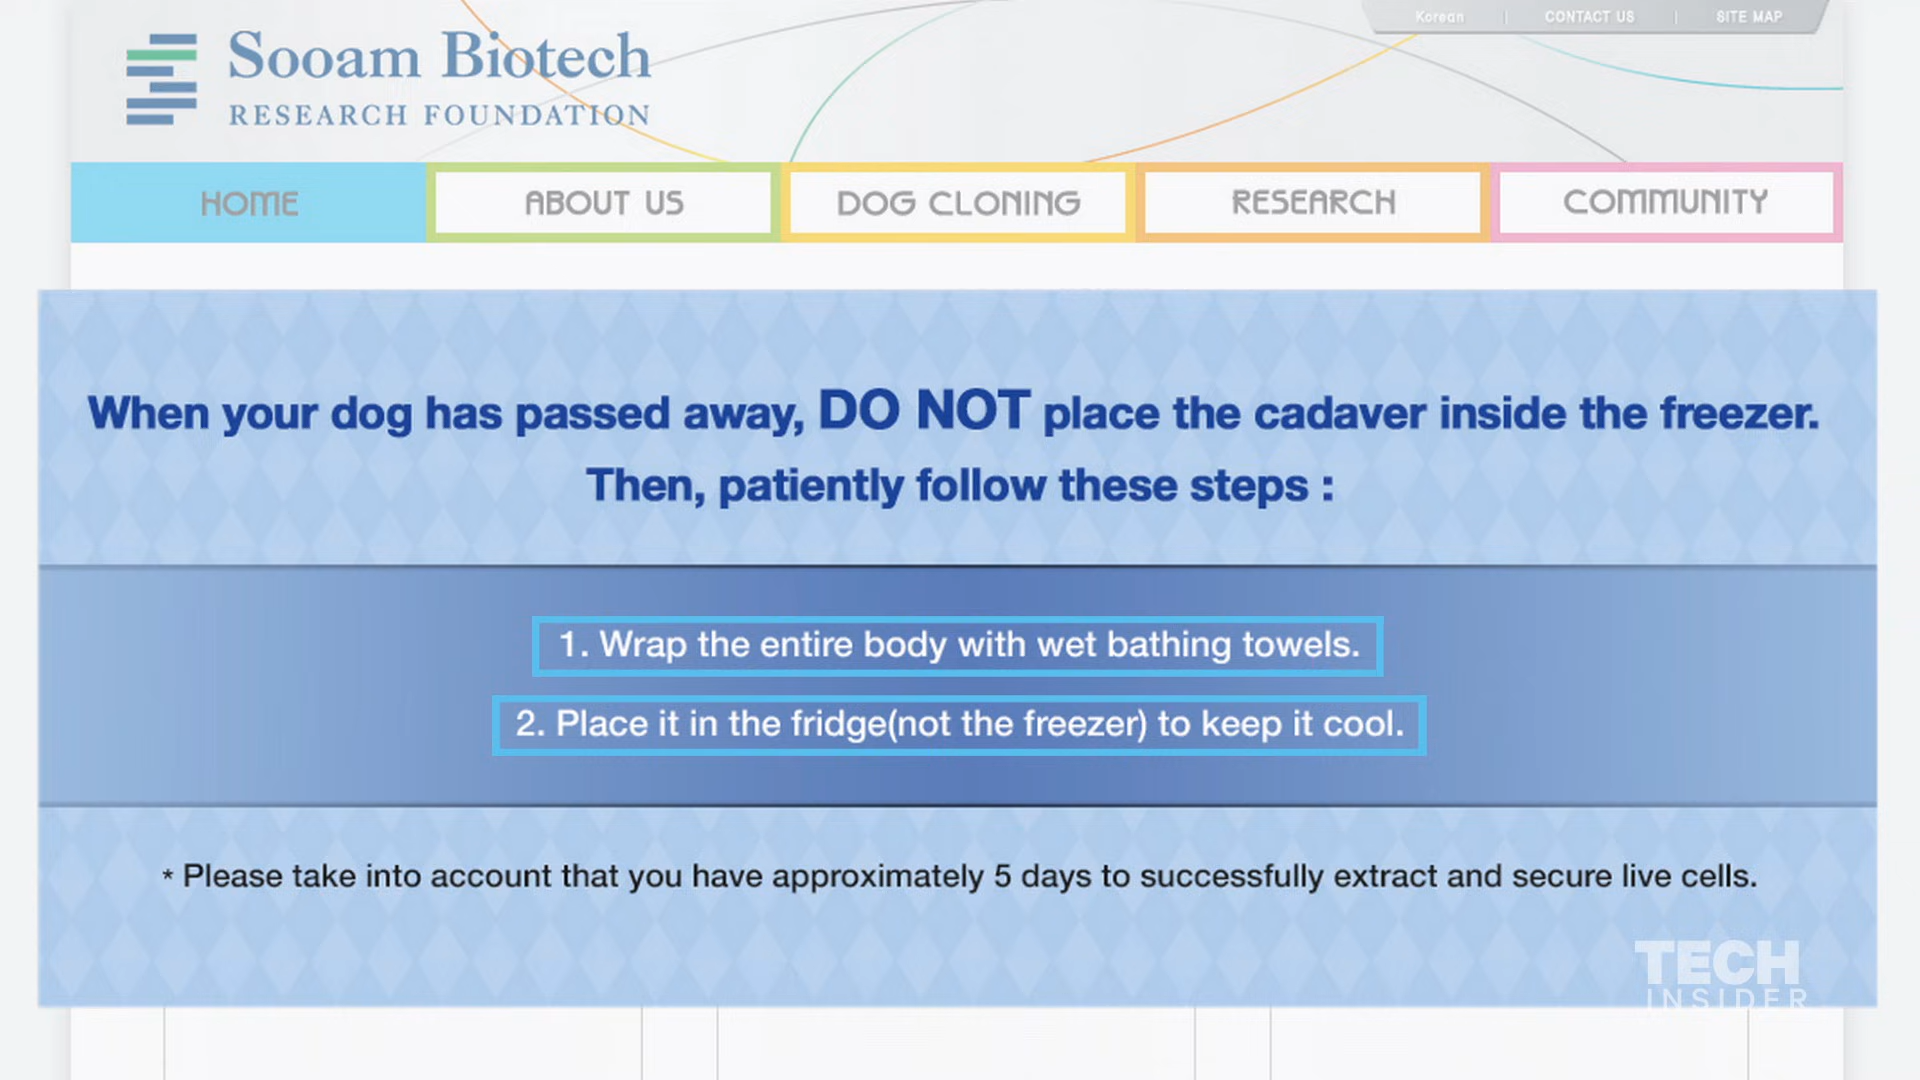 Korean | CONTACT US | SITE MAP
Sooam Biotech
RESEARCH FOUNDATION
HOME ABOUT US DOG CLONING RESEARCH COMMUNITY
When your dog has passed away, DO NOT place the cadaver inside the freezer.
Then, patiently follow these steps :
1. Wrap the entire body with wet bathing towels.
2. Place it in the fridge(not the freezer) to keep it cool.
* Please take into account that you have approximately 5 days to successfully extract and secure live cells.
TECH
INSIDER